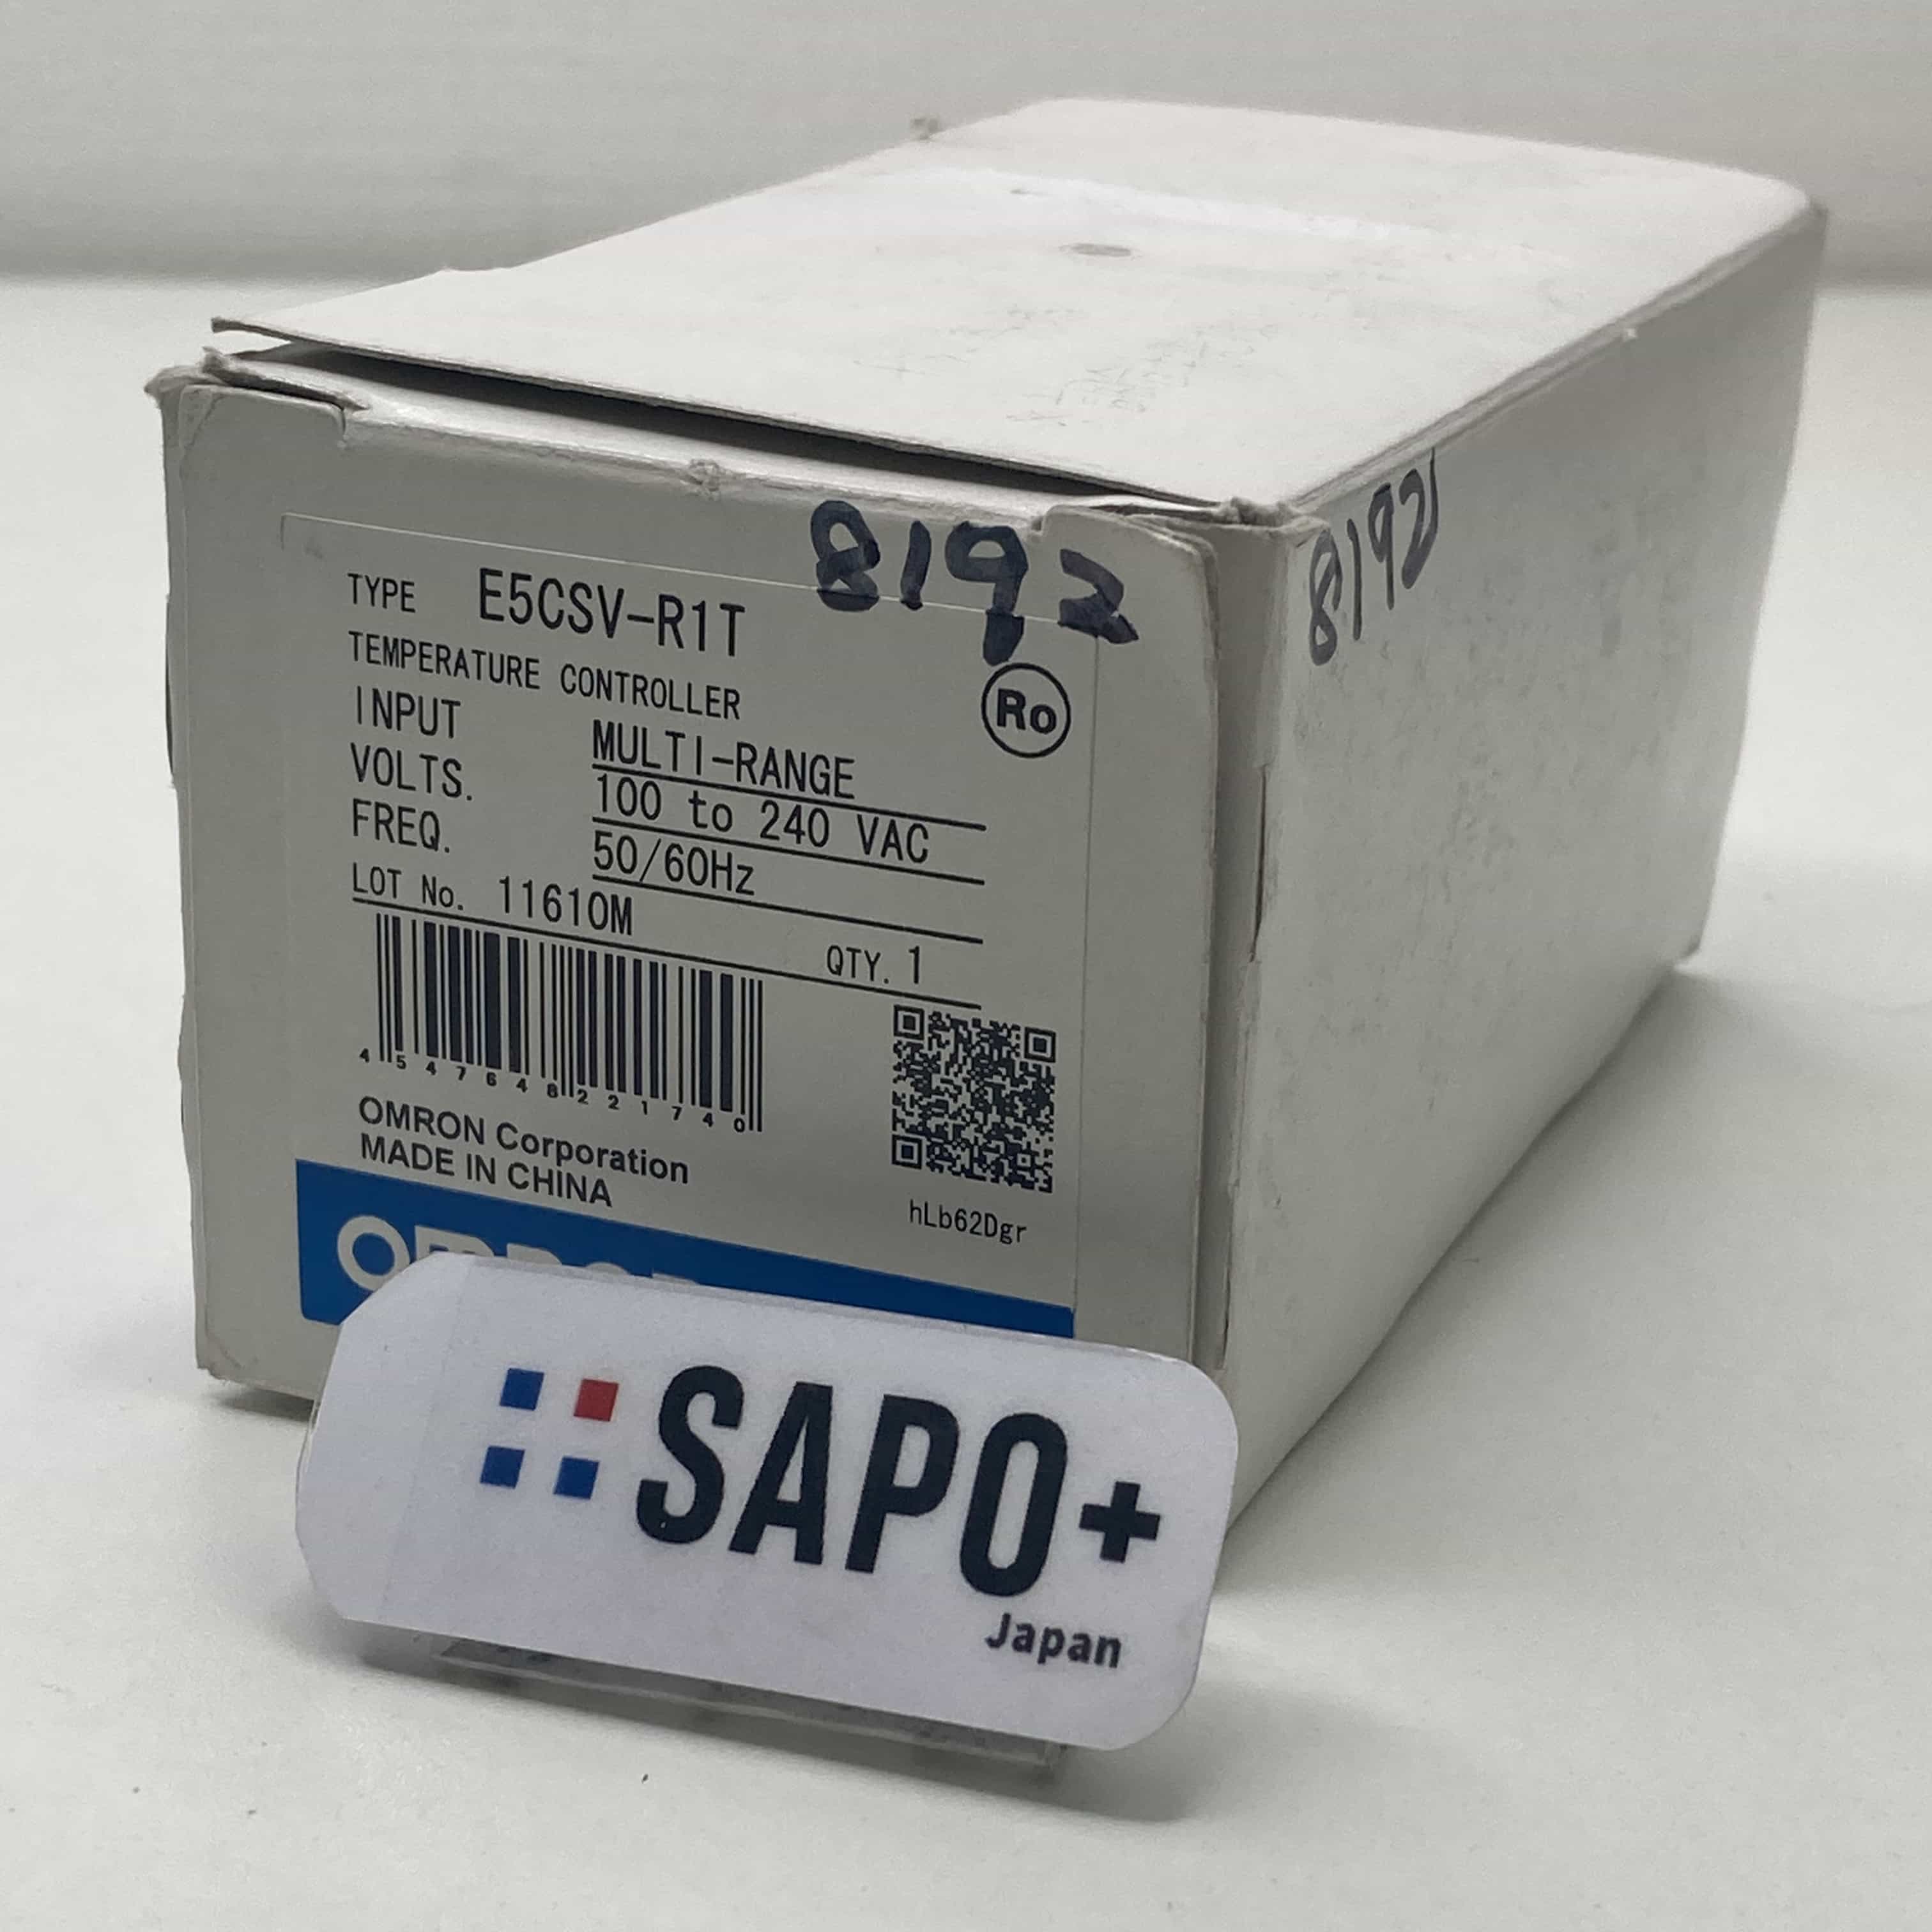 8192
8192
TYPE E5CSV-R1T
TEMPERATURE CONTROLLER
Ro
INPUT MULTI-RANGE
VOLTS. 100 to 240 VAC
FREQ. 50/60Hz
LOT No. 11610M
QTY. 1
4547648221740
OMRON Corporation
MADE IN CHINA
hLb62Dgr
OMRON
SAPO+
Japan